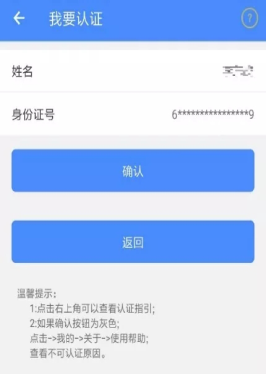 我要认证
?
姓名
身份证号 6****************9
确认
返回
温馨提示：
1:点击右上角可以查看认证指引;
2:如果确认按钮为灰色;
点击->我的->关于->使用帮助;
查看不可认证原因。